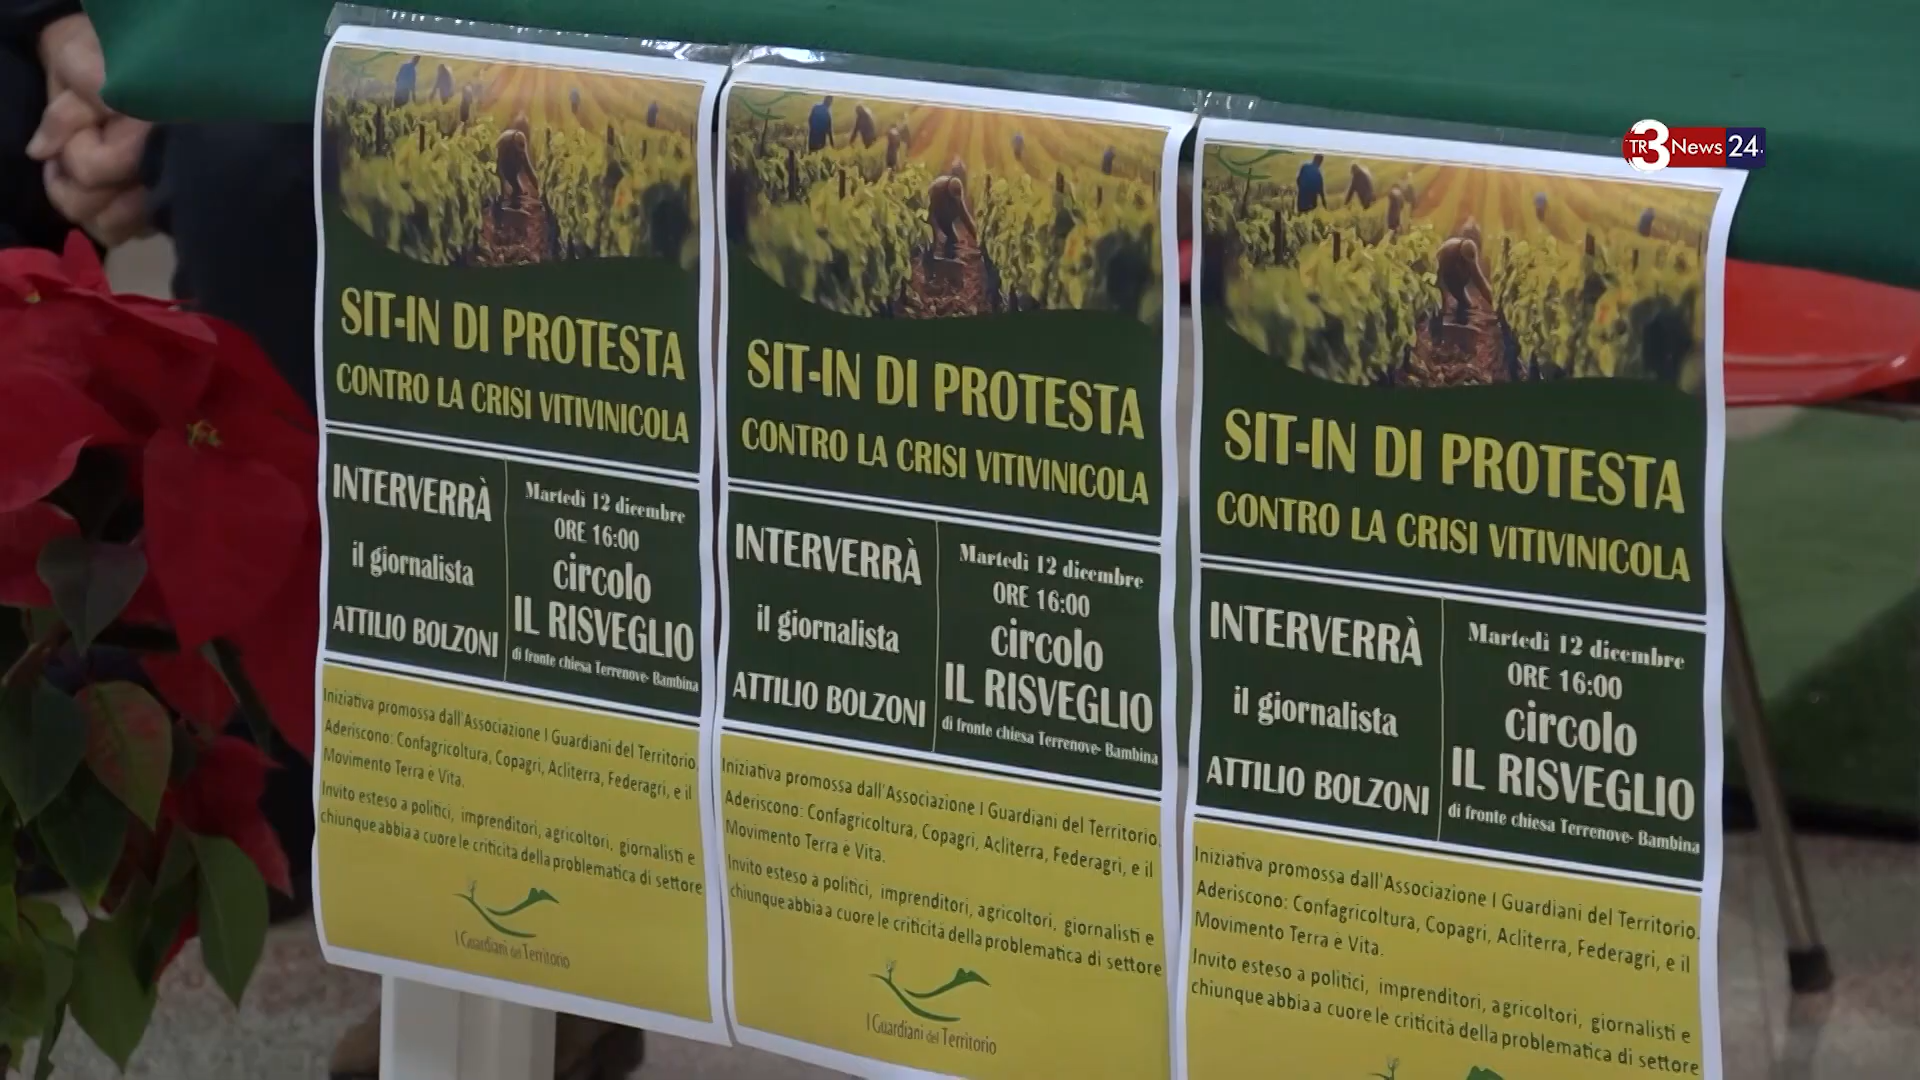 TR3 News 24.
SIT-IN DI PROTESTA
CONTRO LA CRISI VITIVINICOLA
INTERVERRÀ
il giornalista
ATTILIO BOLZONI
Martedì 12 dicembre
ORE 16:00
circolo
IL RISVEGLIO
di fronte chiesa Terrenove- Bambina
Iniziativa promossa dall'Associazione I Guardiani del Territorio.
Aderiscono: Confagricoltura, Copagri, Acliterra, Federagri, e il
Movimento Terra è Vita.
Invito esteso a politici, imprenditori, agricoltori, giornalisti e
chiunque abbia a cuore le criticità della problematica di settore
I Guardiani del Territorio
SIT-IN DI PROTESTA
CONTRO LA CRISI VITIVINICOLA
INTERVERRÀ
il giornalista
ATTILIO BOLZONI
Martedì 12 dicembre
ORE 16:00
circolo
IL RISVEGLIO
di fronte chiesa Terrenove- Bambina
Iniziativa promossa dall'Associazione I Guardiani del Territorio.
Aderiscono: Confagricoltura, Copagri, Acliterra, Federagri, e il
Movimento Terra è Vita.
Invito esteso a politici, imprenditori, agricoltori, giornalisti e
chiunque abbia a cuore le criticità della problematica di settore
I Guardiani del Territorio
SIT-IN DI PROTESTA
CONTRO LA CRISI VITIVINICOLA
INTERVERRÀ
il giornalista
ATTILIO BOLZONI
Martedì 12 dicembre
ORE 16:00
circolo
IL RISVEGLIO
di fronte chiesa Terrenove- Bambina
Iniziativa promossa dall'Associazione I Guardiani del Territorio.
Aderiscono: Confagricoltura, Copagri, Acliterra, Federagri, e il
Movimento Terra è Vita.
Invito esteso a politici, imprenditori, agricoltori, giornalisti e
chiunque abbia a cuore le criticità della problematica di settore